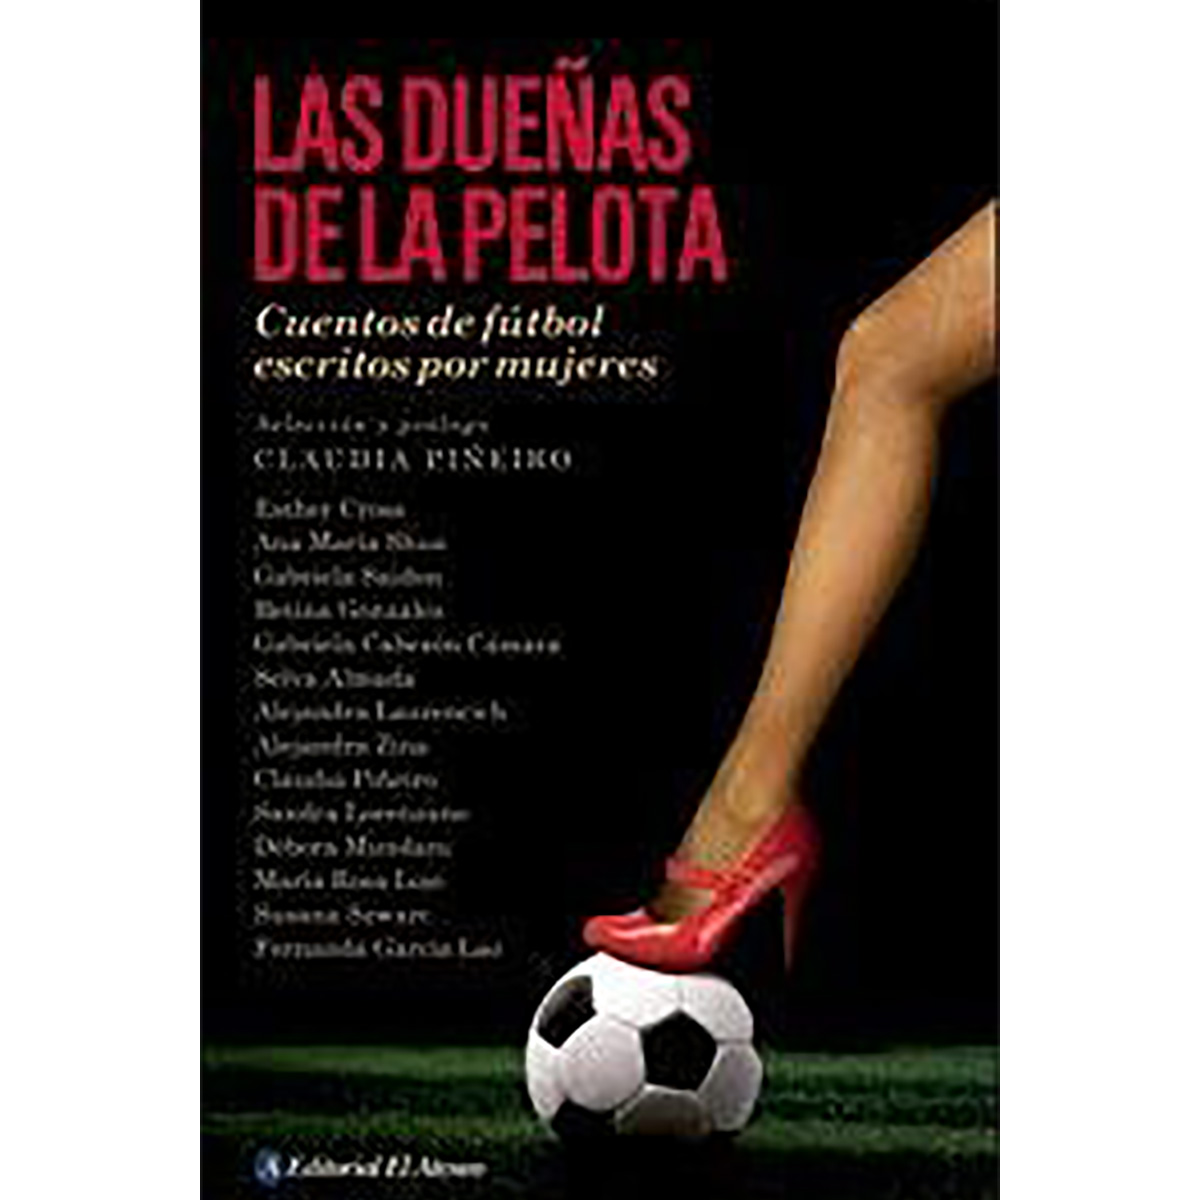 LAS DUEÑAS
DE LA PELOTA
Cuentos de fútbol
escritos por mujeres
Selección y prólogo
CLAUDIA PIÑEIRO
Esther Cross
Ana María Shua
Gabriela Saidon
Betina González
Gabriela Cabezón Cámara
Selva Almada
Alejandra Laurencich
Alejandra Zina
Claudia Piñeiro
Sandra Lorenzano
Débora Mundani
María Rosa Lojo
Susana
Fernanda García Lao
Editorial El Ateneo